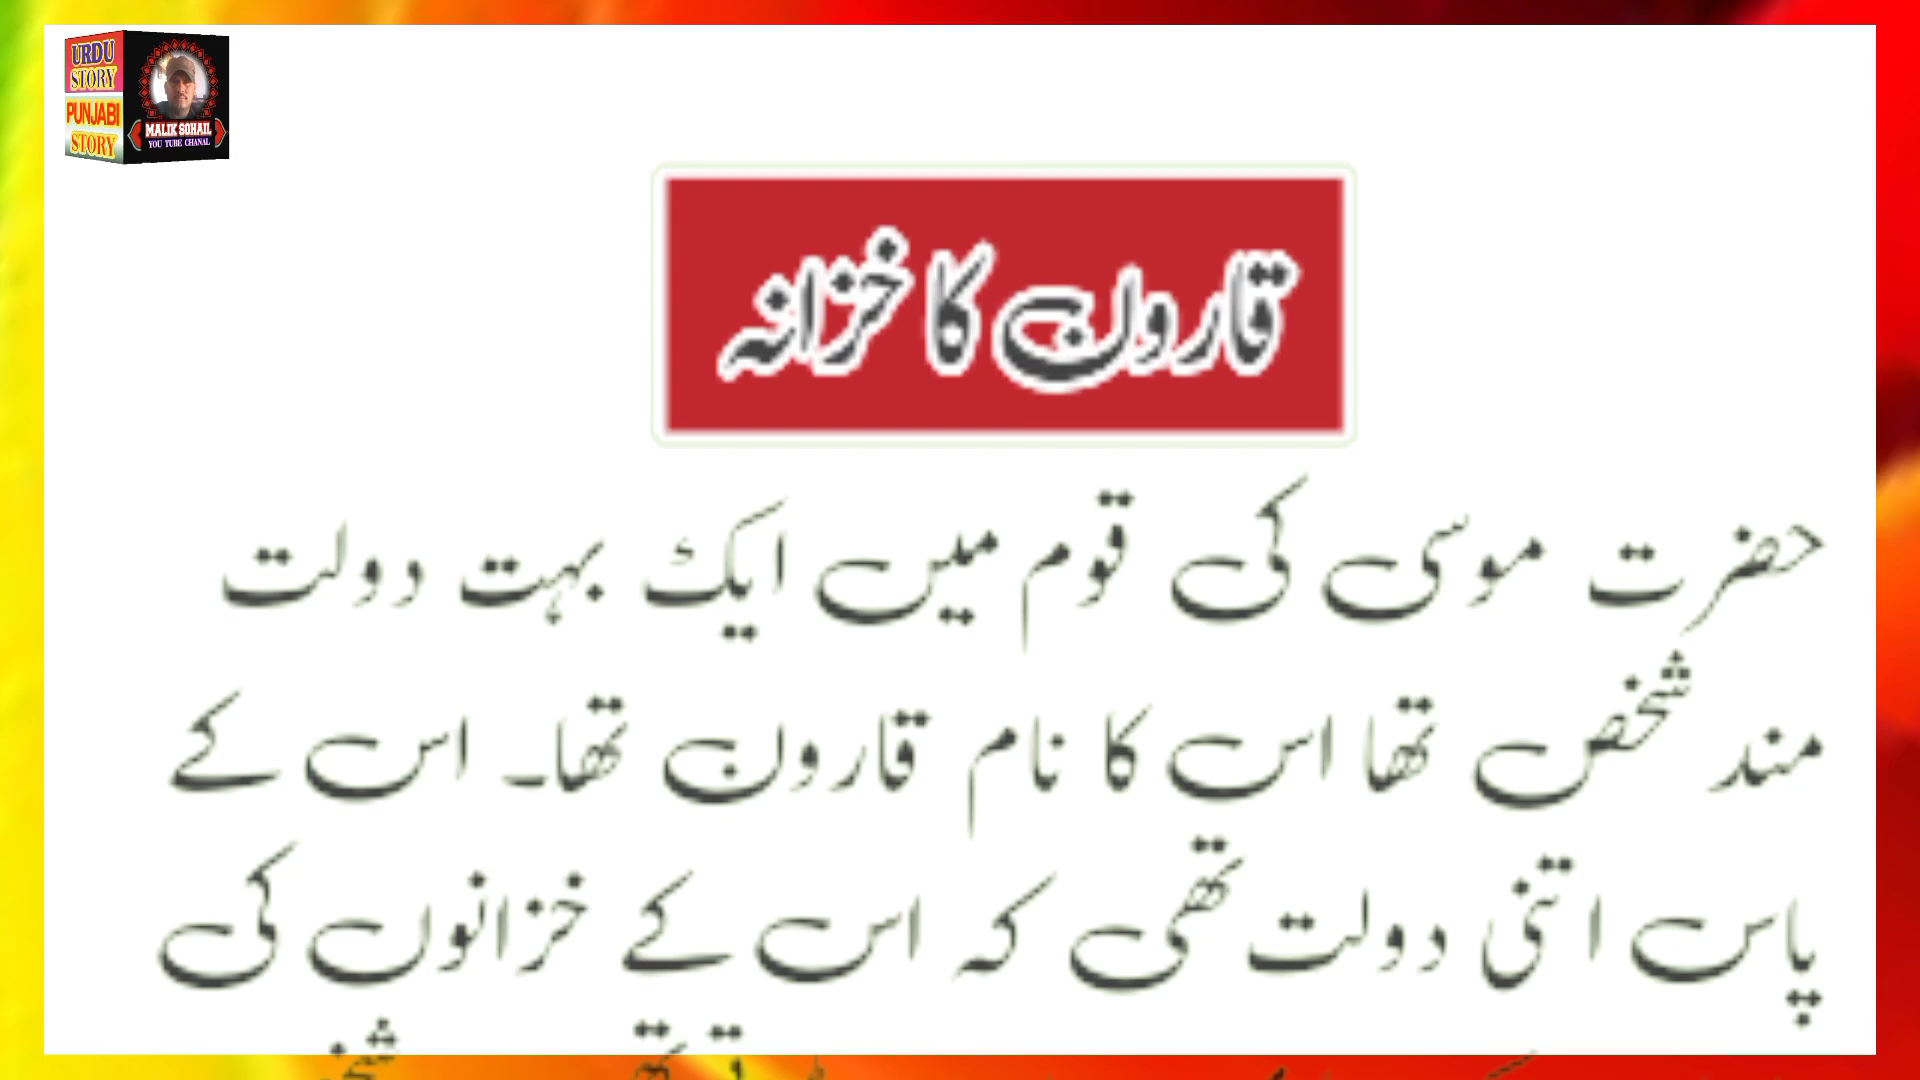 URDU
STORY
PUNJABI
STORY
MALIK SOHAIL
YOU TUBE CHANAL
قارون کا خزانہ
حضرت موسی کی قوم میں ایک بہت دولت
مند شخص تھا اس کا نام قارون تھا۔ اس کے
پاس اتنی دولت تھی کہ اس کے خزانوں کی